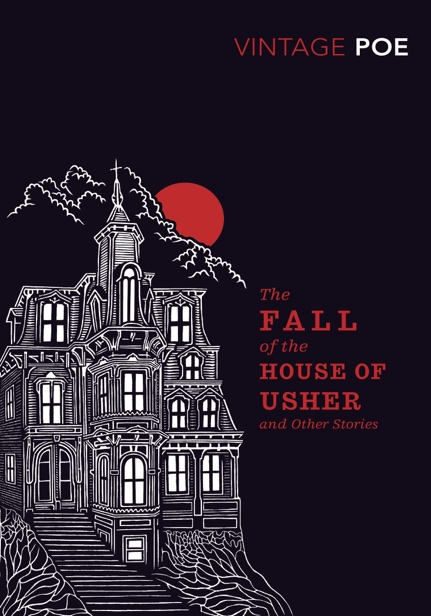 VINTAGE POE
The
FALL
of the
HOUSE OF
USHER
and Other Stories